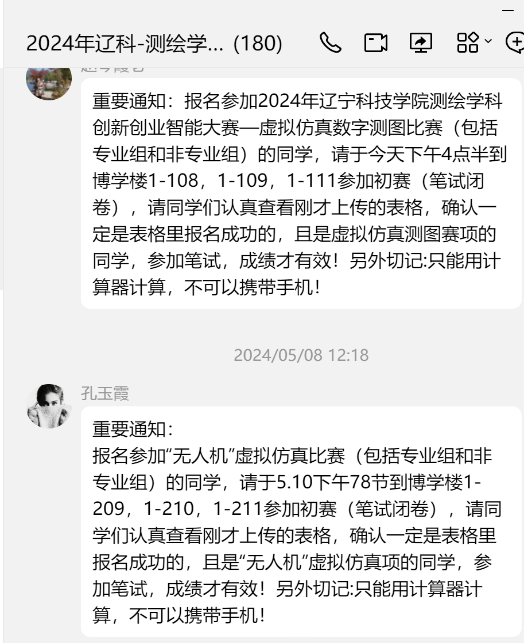 2024年辽科-测绘学... (180)
重要通知：报名参加2024年辽宁科技学院测绘学科
创新创业智能大赛—虚拟仿真数字测图比赛（包括
专业组和非专业组）的同学，请于今天下午4点半到
博学楼1-108，1-109，1-111参加初赛（笔试闭
卷），请同学们认真查看刚才上传的表格，确认一
定是表格里报名成功的，且是虚拟仿真测图赛项的
同学，参加笔试，成绩才有效！另外切记:只能用计
算器计算，不可以携带手机！
2024/05/08 12:18
孔玉霞
重要通知：
报名参加“无人机”虚拟仿真比赛（包括专业组和非
专业组）的同学，请于5.10下午78节到博学楼1-
209，1-210，1-211参加初赛（笔试闭卷），请同
学们认真查看刚才上传的表格，确认一定是表格里
报名成功的，且是“无人机”虚拟仿真项的同学，参
加笔试，成绩才有效！另外切记:只能用计算器计
算，不可以携带手机！